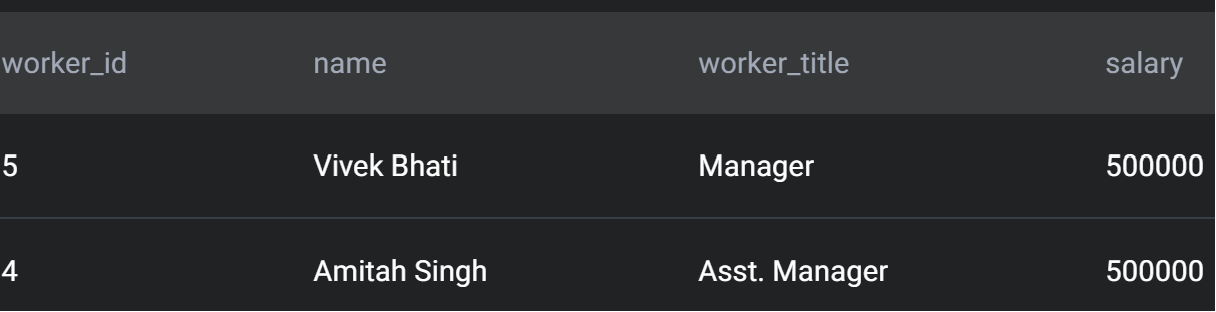 worker_id name worker_title salary
5 Vivek Bhati Manager 500000
4 Amitah Singh Asst. Manager 500000